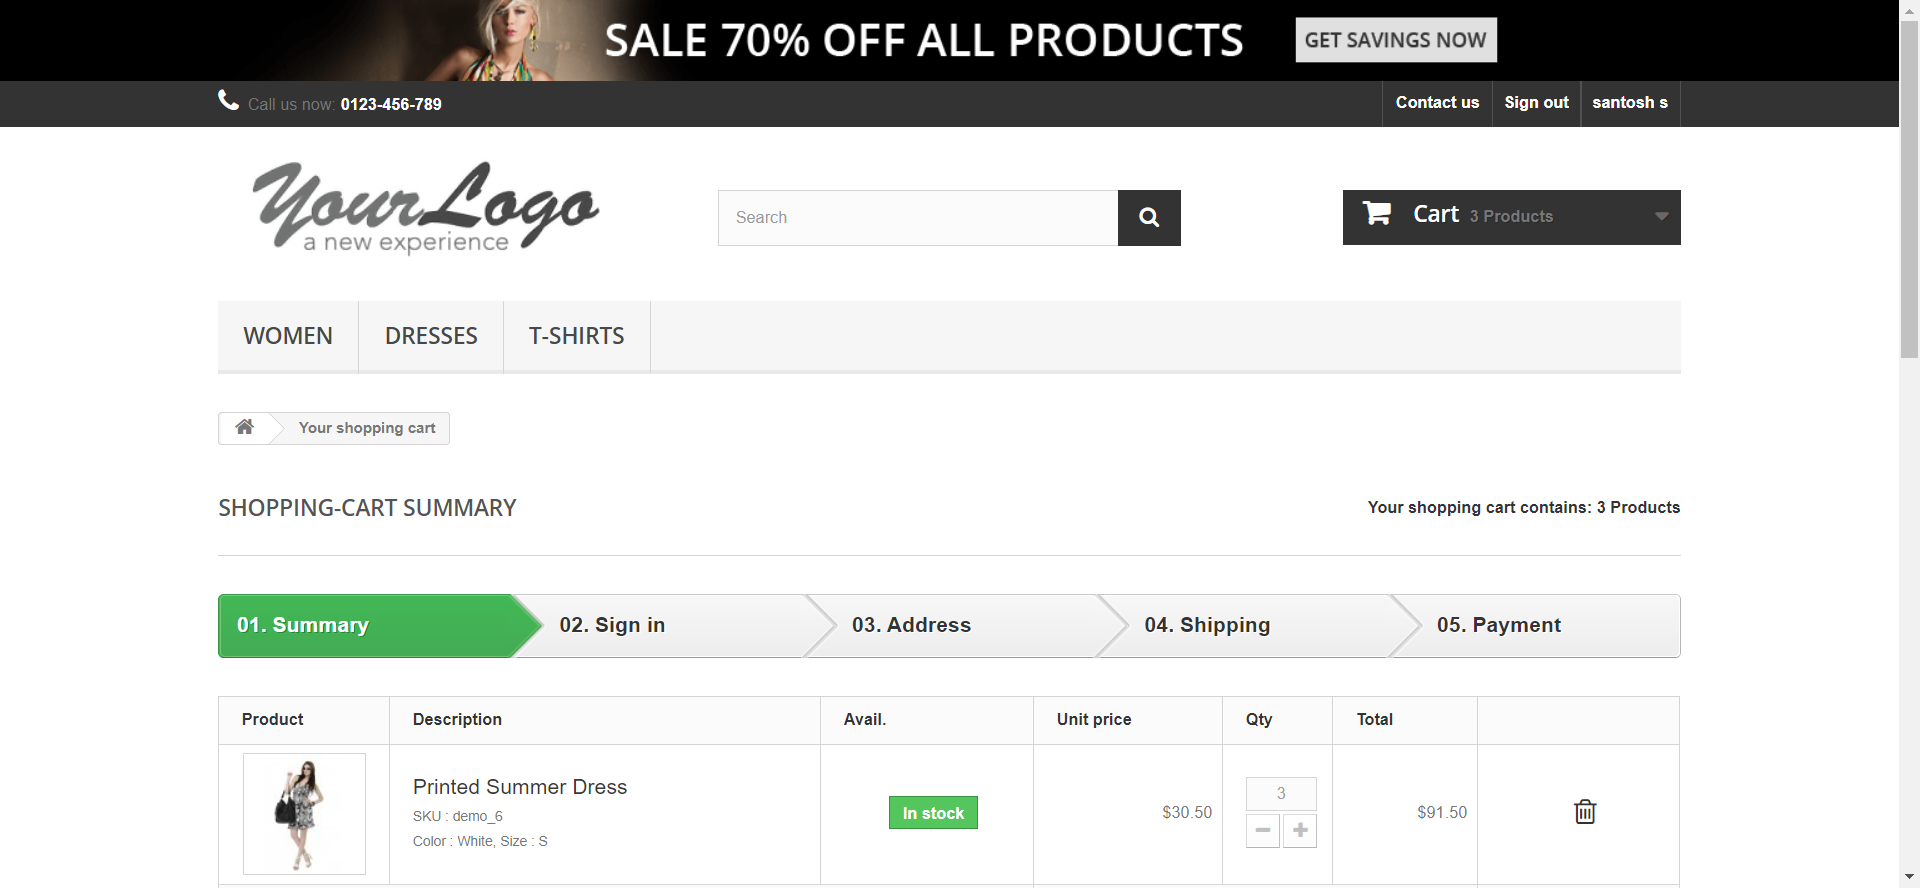 SALE 70% OFF ALL PRODUCTS GET SAVINGS NOW
Call us now: 0123-456-789 Contact us Sign out santosh s
YourLogo
a new experience
Search
Cart 3 Products
WOMEN DRESSES T-SHIRTS
Your shopping cart
SHOPPING-CART SUMMARY Your shopping cart contains: 3 Products
01. Summary 02. Sign in 03. Address 04. Shipping 05. Payment
Product Description Avail. Unit price Qty Total
Printed Summer Dress
SKU : demo_6
Color : White, Size : S
In stock
$30.50
3
$91.50